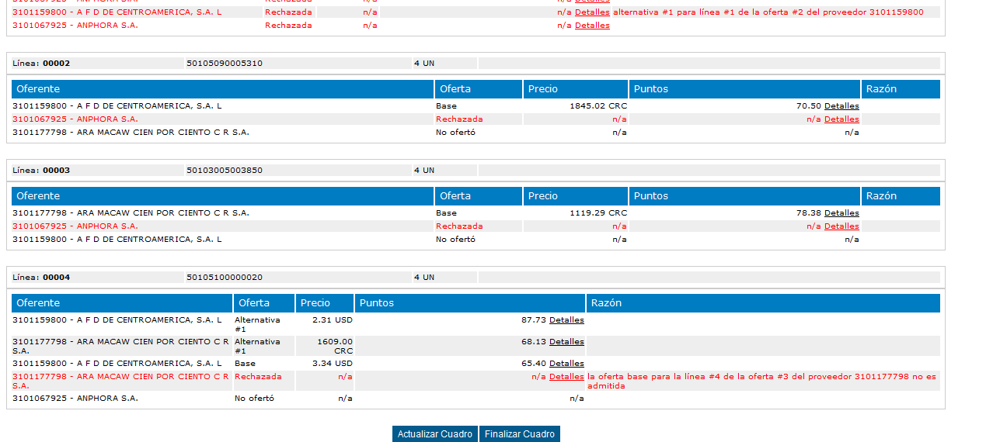 Rechazada n/a n/a Detalles
3101159800 - A F D DE CENTROAMERICA, S.A. L Rechazada n/a n/a Detalles alternativa #1 para línea #1 de la oferta #2 del proveedor 3101159800
3101067925 - ANPHORA S.A. Rechazada n/a n/a Detalles
Línea: 00002 50105090005310 4 UN
Oferente Oferta Precio Puntos Razón
3101159800 - A F D DE CENTROAMERICA, S.A. L Base 1845.02 CRC 70.50 Detalles
3101067925 - ANPHORA S.A. Rechazada n/a n/a Detalles
3101177798 - ARA MACAW CIEN POR CIENTO C R S.A. No ofertó n/a n/a
Línea: 00003 50103005003850 4 UN
Oferente Oferta Precio Puntos Razón
3101177798 - ARA MACAW CIEN POR CIENTO C R S.A. Base 1119.29 CRC 78.38 Detalles
3101067925 - ANPHORA S.A. Rechazada n/a n/a Detalles
3101159800 - A F D DE CENTROAMERICA, S.A. L No ofertó n/a n/a
Línea: 00004 50105100000020 4 UN
Oferente Oferta Precio Puntos Razón
3101159800 - A F D DE CENTROAMERICA, S.A. L Alternativa 2.31 USD 87.73 Detalles
#1
3101177798 - ARA MACAW CIEN POR CIENTO C R Alternativa 1609.00 68.13 Detalles
S.A. #1 CRC
3101159800 - A F D DE CENTROAMERICA, S.A. L Base 3.34 USD 65.40 Detalles
3101177798 - ARA MACAW CIEN POR CIENTO C R Rechazada n/a n/a Detalles la oferta base para la línea #4 de la oferta #3 del proveedor 3101177798 no es
S.A. admitida
3101067925 - ANPHORA S.A. No ofertó n/a n/a
Actualizar Cuadro Finalizar Cuadro